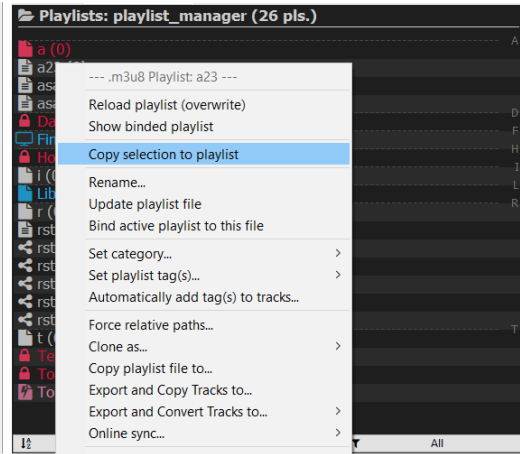 Playlists: playlist_manager (26 pls.)
A
a (0)
--- .m3u8 Playlist: a23 ---
Reload playlist (overwrite)
Show binded playlist
D
F
Copy selection to playlist
H
I
Rename...
L
Update playlist file
R
Bind active playlist to this file
Set category...
Set playlist tag(s)...
Automatically add tag(s) to tracks...
Force relative paths...
T
Clone as...
Copy playlist file to...
Export and Copy Tracks to...
Export and Convert Tracks to...
Online sync...
All